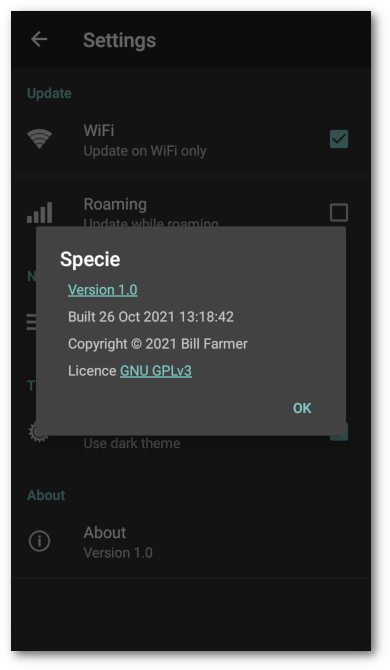 Settings
Update
WiFi
Update on WiFi only
Roaming
Update while roaming
Specie
Version 1.0
Built 26 Oct 2021 13:18:42
Copyright © 2021 Bill Farmer
Licence GNU GPLv3
OK
Use dark theme
About
About
Version 1.0